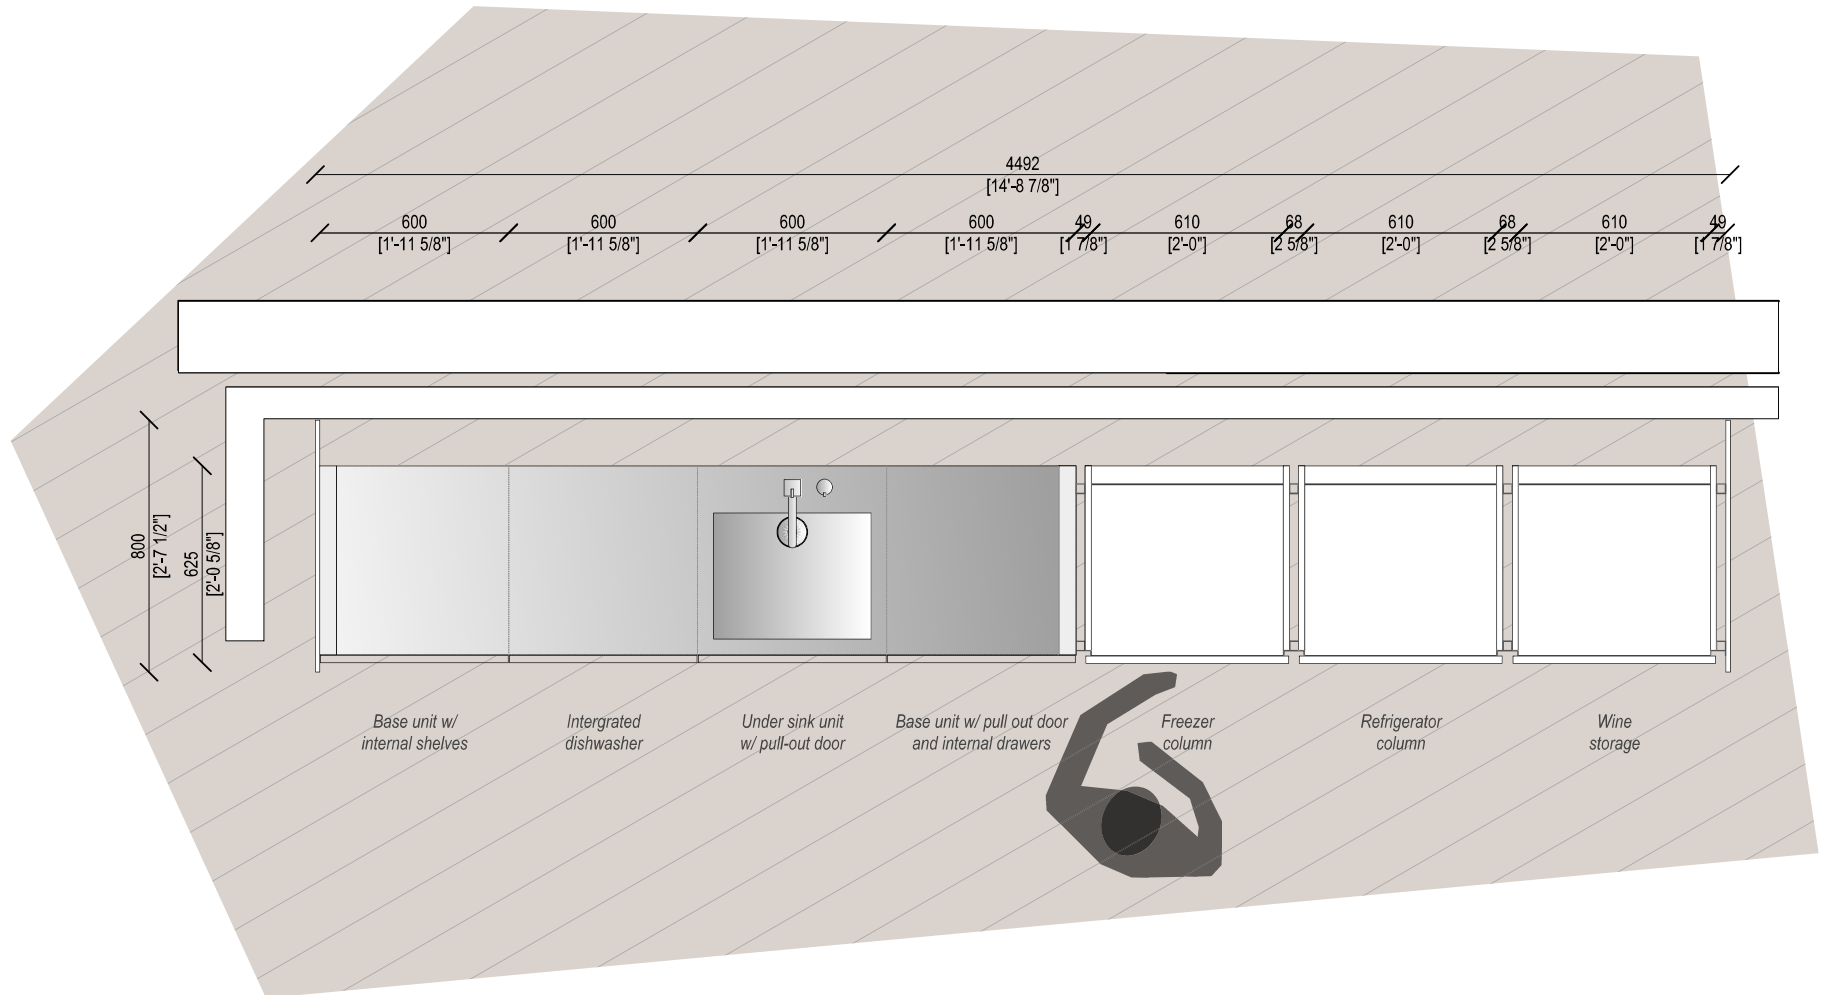 4492
[14'-8 7/8"]
600 600 600 600 49 610 68 610 68 610 49
[1'-11 5/8"] [1'-11 5/8"] [1'-11 5/8"] [1'-11 5/8"] [1 7/8"] [2'-0"] [2 5/8"] [2'-0"] [2 5/8"] [2'-0"] [1 7/8"]
800
[2'-7 1/2"]
625
[2'-0 5/8"]
Base unit w/
internal shelves
Intergrated
dishwasher
Under sink unit
w/ pull-out door
Base unit w/ pull out door
and internal drawers
Freezer
column
Refrigerator
column
Wine
storage